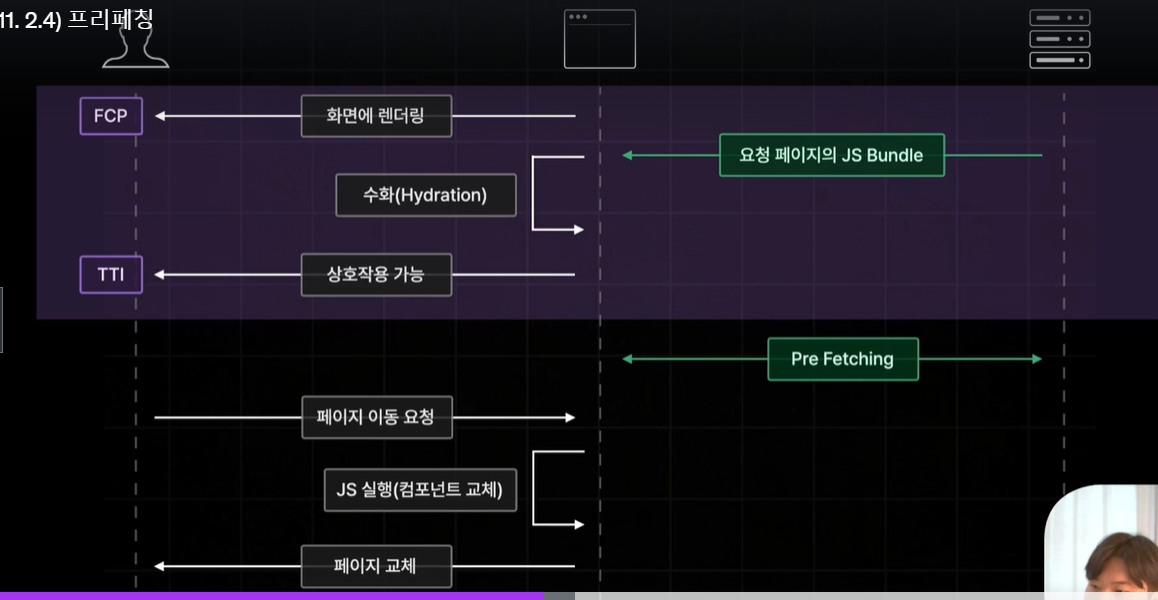 11. 2.4) 프리페칭
FCP
화면에 렌더링
요청 페이지의 JS Bundle
수화(Hydration)
TTI
상호작용 가능
Pre Fetching
페이지 이동 요청
JS 실행(컴포넌트 교체)
페이지 교체